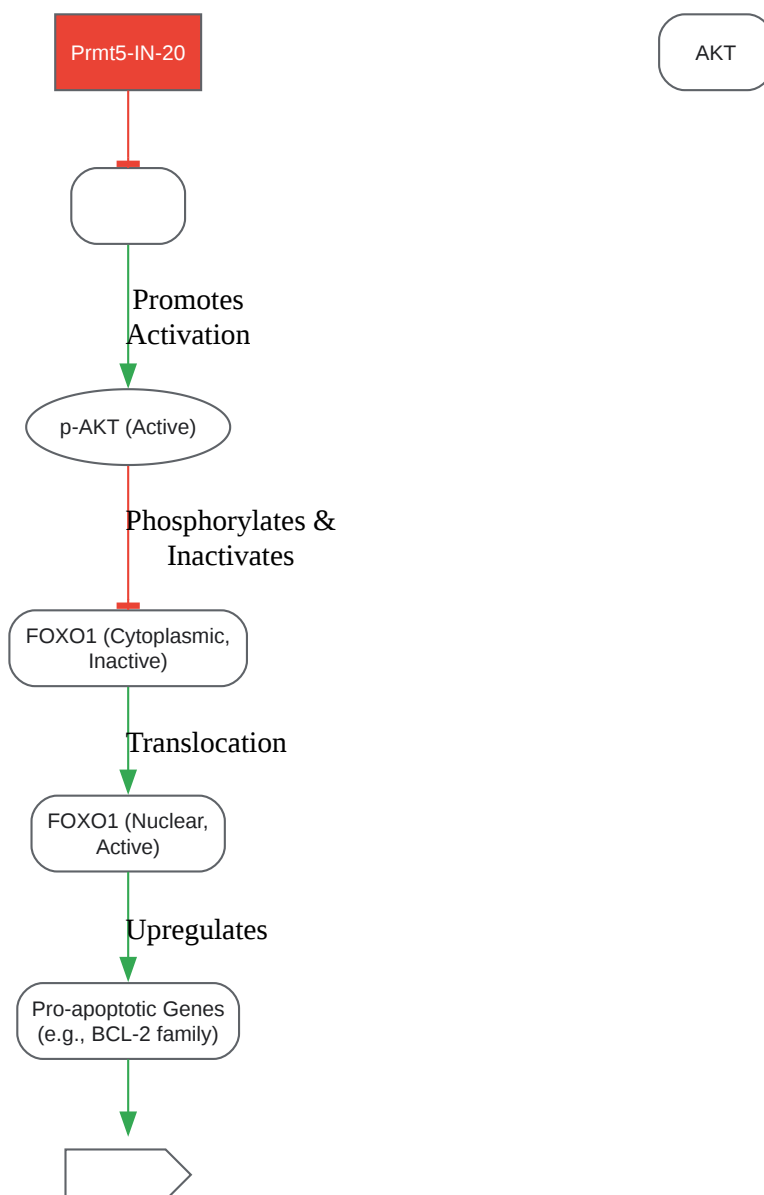 Prmt5-IN-20
AKT
Promotes
Activation
p-AKT (Active)
Phosphorylates &
Inactivates
FOXO1 (Cytoplasmic,
Inactive)
Translocation
FOXO1 (Nuclear,
Active)
Upregulates
Pro-apoptotic Genes
(e.g., BCL-2 family)